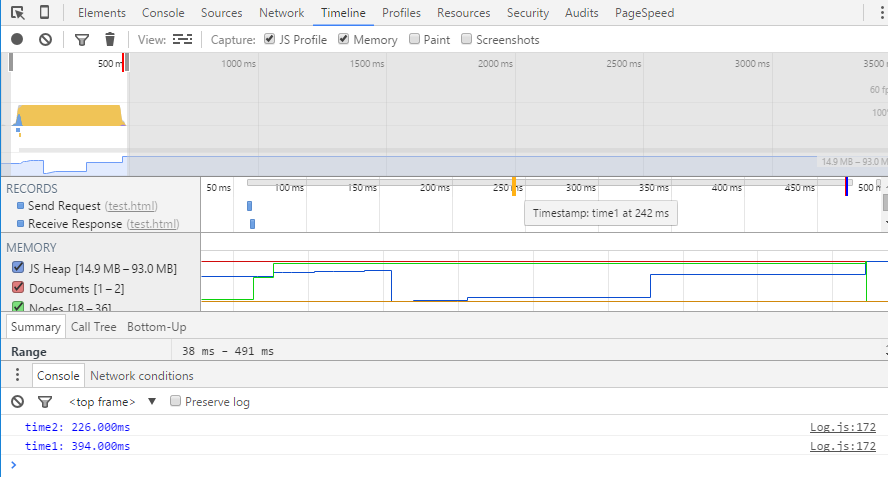 Elements Console Sources Network Timeline Profiles Resources Security Audits PageSpeed
View: Capture: JS Profile Memory Paint Screenshots
500 m 1000 ms 1500 ms 2000 ms 2500 ms 3000 ms 3500
60 fp
100%
14.9 MB – 93.0 M
RECORDS
50 ms 100 ms 150 ms 200 ms 250 ms 300 ms 350 ms 400 ms 450 ms 500 m
Send Request (test.html)
Timestamp: time1 at 242 ms
Receive Response (test.html)
MEMORY
JS Heap [14.9 MB – 93.0 MB]
Documents [1 – 2]
Nodes [18 – 36]
Summary Call Tree Bottom-Up
Range 38 ms – 491 ms
Console Network conditions
<top frame> ▼ Preserve log
time2: 226.000ms Log.js:172
time1: 394.000ms Log.js:172
>